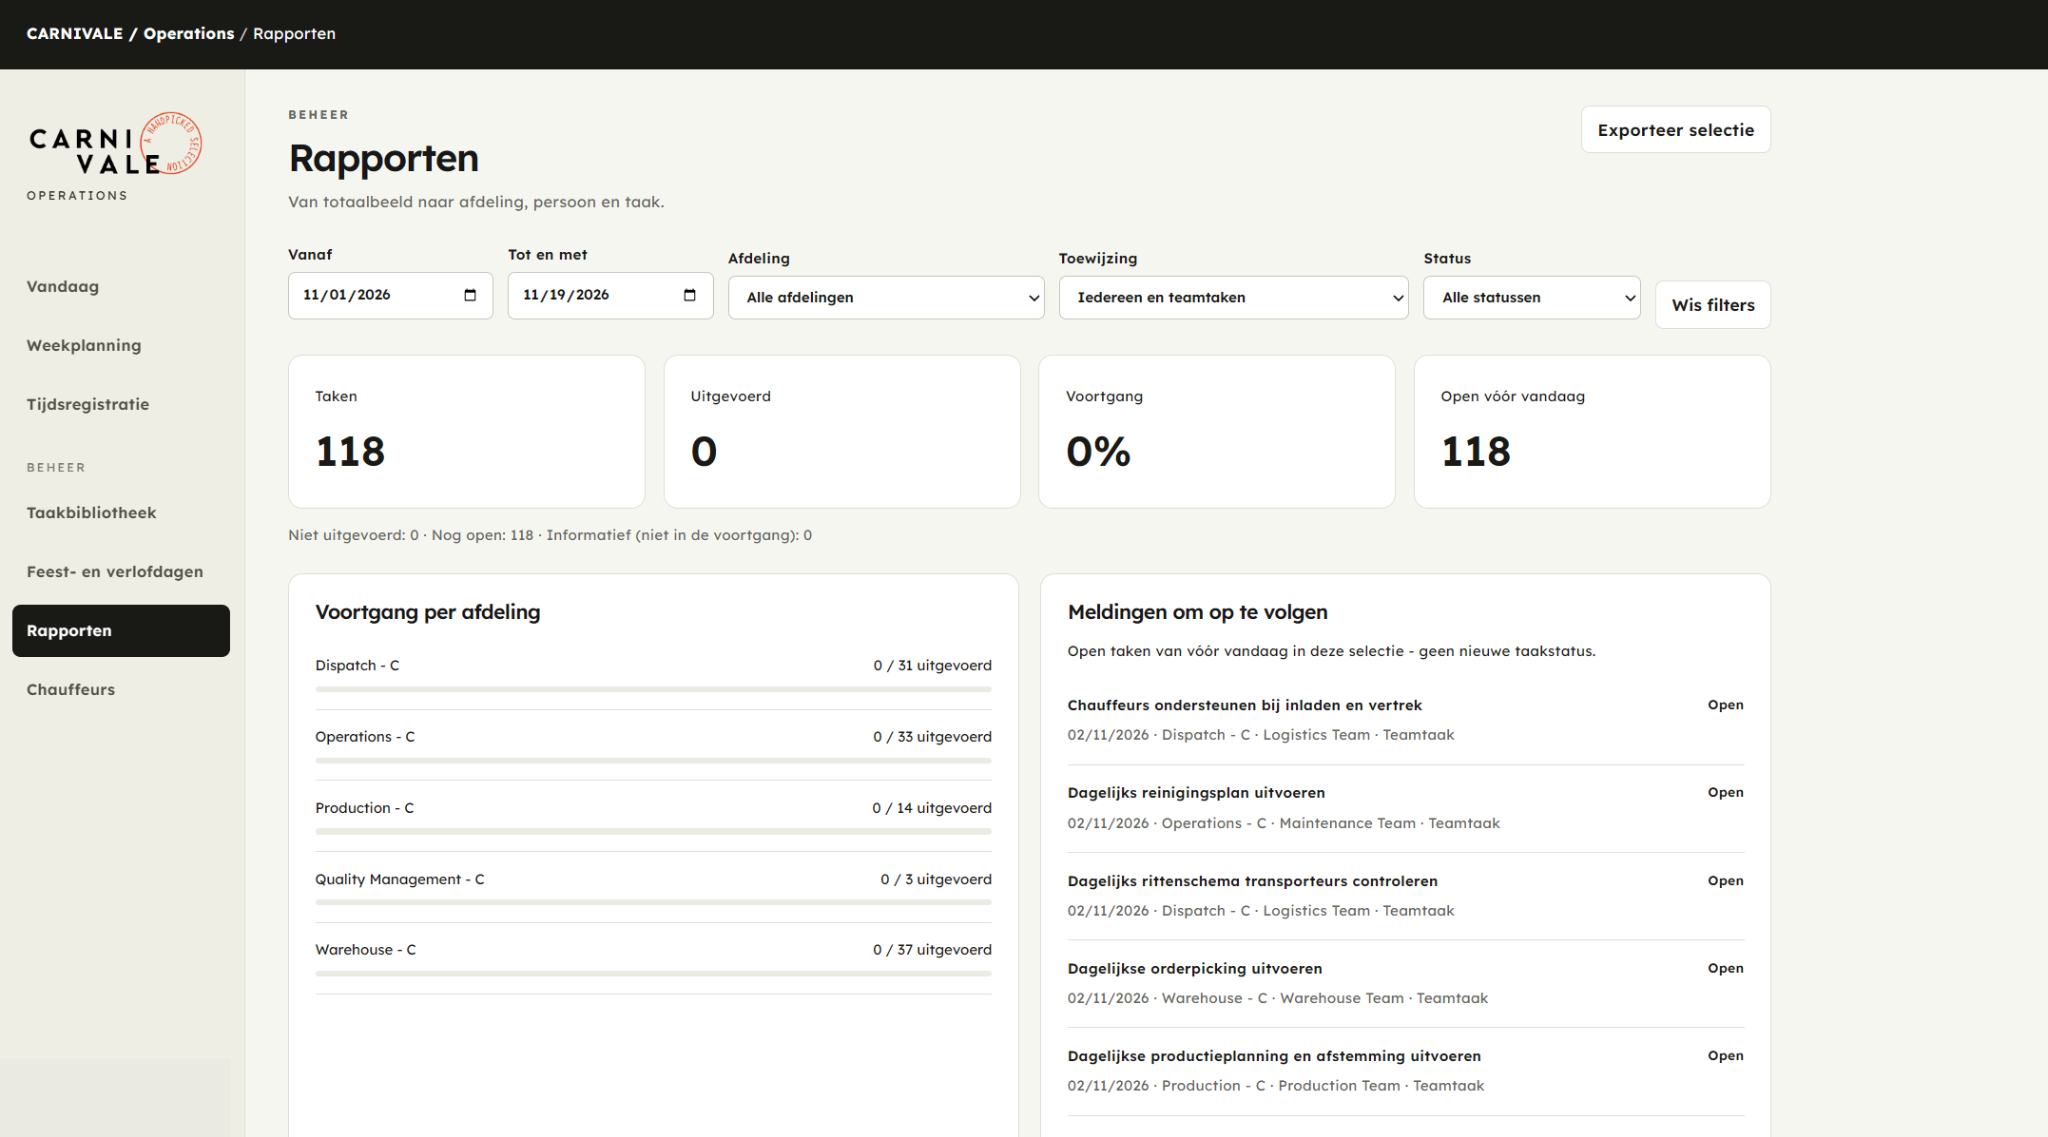 CARNIVALE / Operations / Rapporten
CARNI
VALE
A HANDPICKED SELECTION
OPERATIONS
Vandaag
Weekplanning
Tijdsregistratie
BEHEER
Taakbibliotheek
Feest- en verlofdagen
Rapporten
Chauffeurs
BEHEER
Rapporten
Van totaalbeeld naar afdeling, persoon en taak.
Exporteer selectie
Vanaf
11/01/2026
Tot en met
11/19/2026
Afdeling
Alle afdelingen
Toewijzing
Iedereen en teamtaken
Status
Alle statussen
Wis filters
Taken
118
Uitgevoerd
0
Voortgang
0%
Open vóór vandaag
118
Niet uitgevoerd: 0 · Nog open: 118 · Informatief (niet in de voortgang): 0
Voortgang per afdeling
Dispatch - C 0 / 31 uitgevoerd
Operations - C 0 / 33 uitgevoerd
Production - C 0 / 14 uitgevoerd
Quality Management - C 0 / 3 uitgevoerd
Warehouse - C 0 / 37 uitgevoerd
Meldingen om op te volgen
Open taken van vóór vandaag in deze selectie - geen nieuwe taakstatus.
Chauffeurs ondersteunen bij inladen en vertrek Open
02/11/2026 · Dispatch - C · Logistics Team · Teamtaak
Dagelijks reinigingsplan uitvoeren Open
02/11/2026 · Operations - C · Maintenance Team · Teamtaak
Dagelijks rittenschema transporteurs controleren Open
02/11/2026 · Dispatch - C · Logistics Team · Teamtaak
Dagelijkse orderpicking uitvoeren Open
02/11/2026 · Warehouse - C · Warehouse Team · Teamtaak
Dagelijkse productieplanning en afstemming uitvoeren Open
02/11/2026 · Production - C · Production Team · Teamtaak